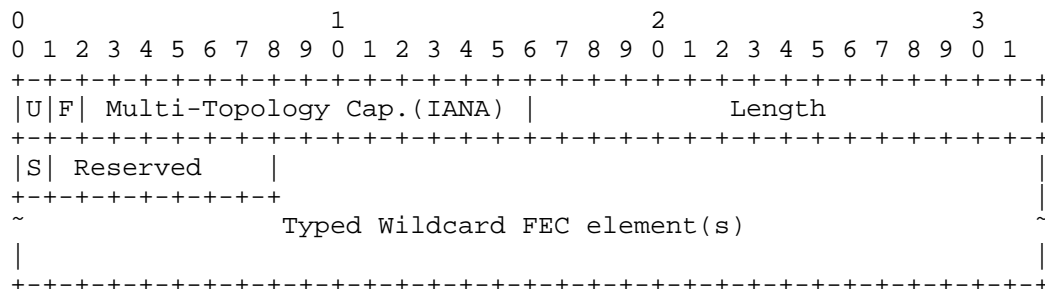 0                   1                   2                   3
0 1 2 3 4 5 6 7 8 9 0 1 2 3 4 5 6 7 8 9 0 1 2 3 4 5 6 7 8 9 0 1
+-+-+-+-+-+-+-+-+-+-+-+-+-+-+-+-+-+-+-+-+-+-+-+-+-+-+-+-+-+-+-+-+
|U|F| Multi-Topology Cap.(IANA) |            Length             |
+-+-+-+-+-+-+-+-+-+-+-+-+-+-+-+-+-+-+-+-+-+-+-+-+-+-+-+-+-+-+-+-+
|S| Reserved    |                                               |
+-+-+-+-+-+-+-+-+                                               |
~                Typed Wildcard FEC element(s)                  ~
|                                                               |
+-+-+-+-+-+-+-+-+-+-+-+-+-+-+-+-+-+-+-+-+-+-+-+-+-+-+-+-+-+-+-+-+